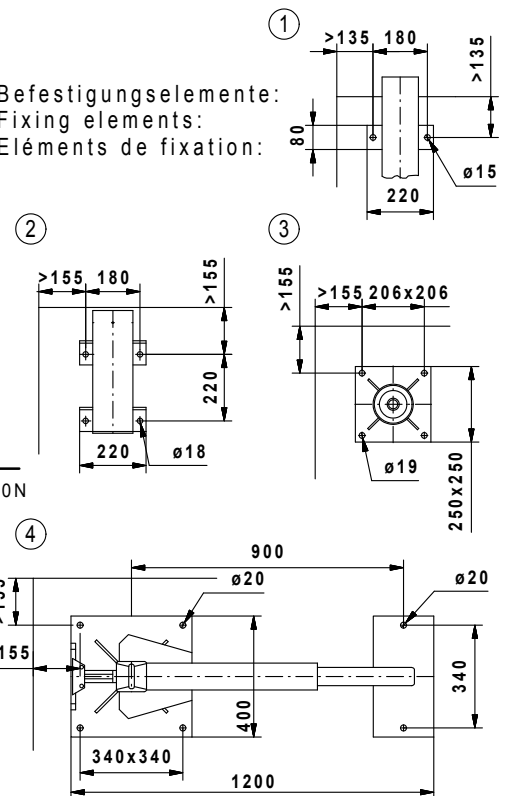 1
>135 180
>135
Befestigungselemente:
Fixing elements:
Eléments de fixation:
80
ø15
220
2
>155 180
>155
220
220
ø18
0N
3
>155
>155 206x206
ø19
250x250
4
900
ø20
ø20
155
400
340
340x340
1200